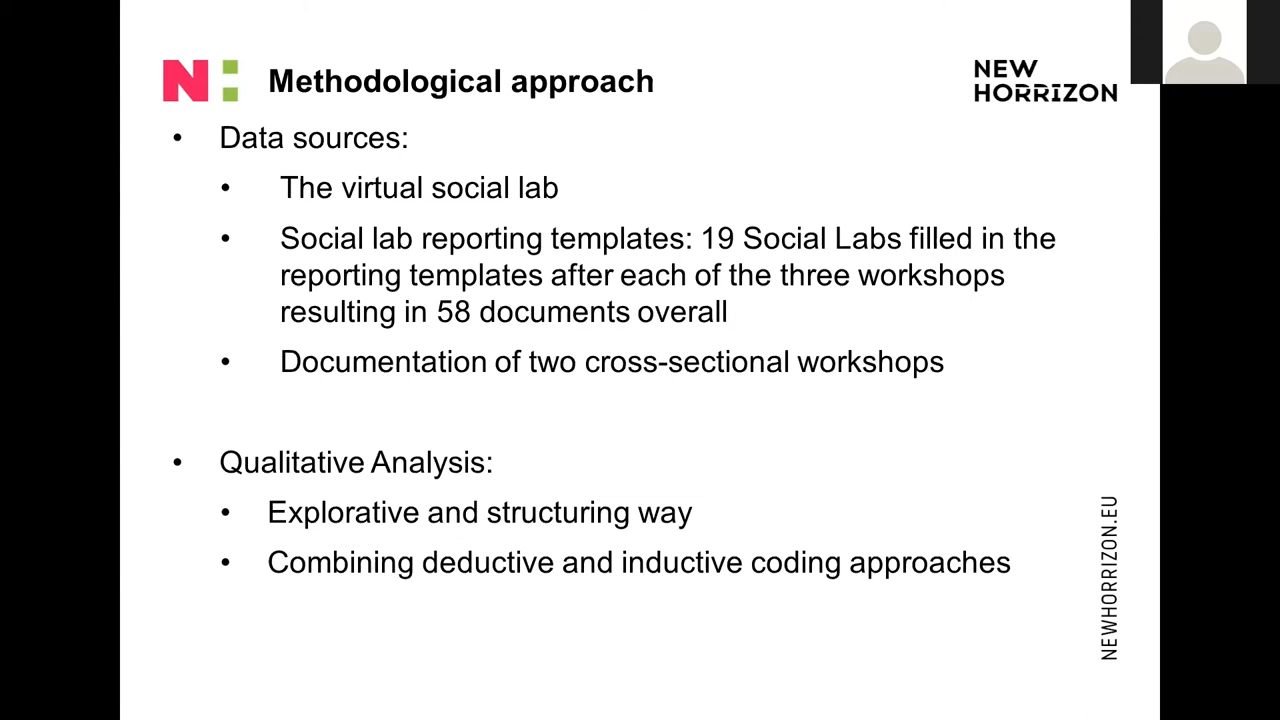 N:
Methodological approach
NEW
HORRIZON
• Data sources:
• The virtual social lab
• Social lab reporting templates: 19 Social Labs filled in the
reporting templates after each of the three workshops
resulting in 58 documents overall
• Documentation of two cross-sectional workshops
• Qualitative Analysis:
• Explorative and structuring way
• Combining deductive and inductive coding approaches
NEWHORRIZON.EU